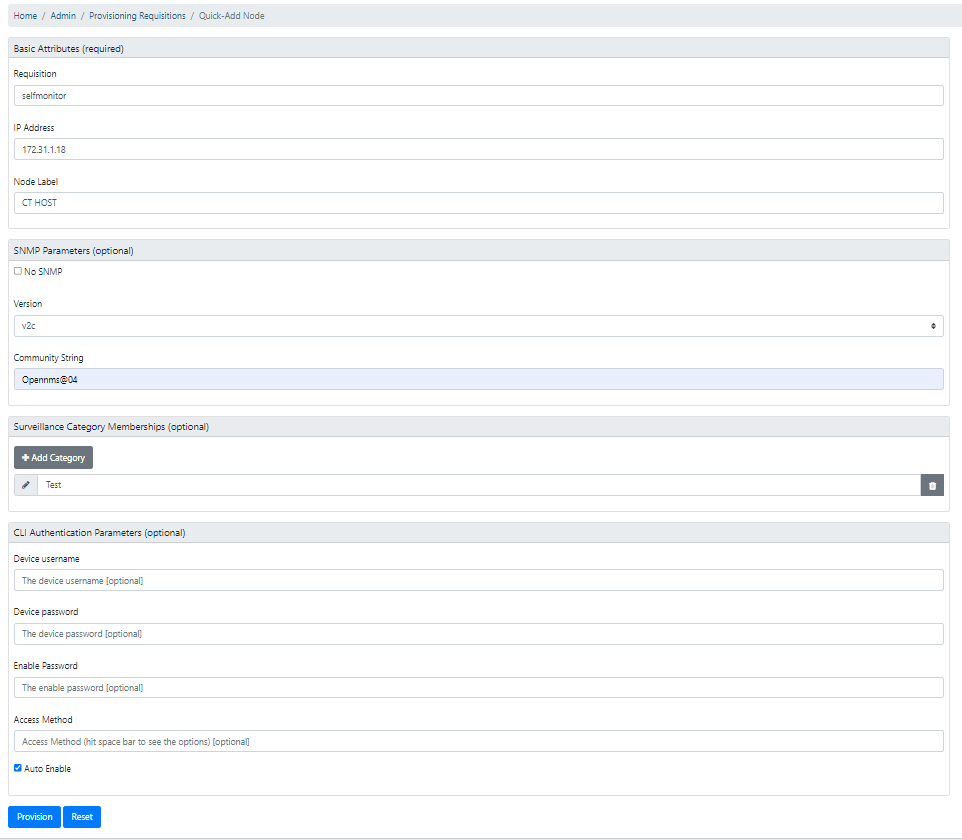 Home / Admin / Provisioning Requisitions / Quick-Add Node
Basic Attributes (required)
Requisition
selfmonitor
IP Address
172.31.1.18
Node Label
CT HOST
SNMP Parameters (optional)
No SNMP
Version
v2c
Community String
Opennms@04
Surveillance Category Memberships (optional)
Add Category
Test
CLI Authentication Parameters (optional)
Device username
The device username [optional]
Device password
The device password [optional]
Enable Password
The enable password [optional]
Access Method
Access Method (hit space bar to see the options) [optional]
Auto Enable
Provision Reset